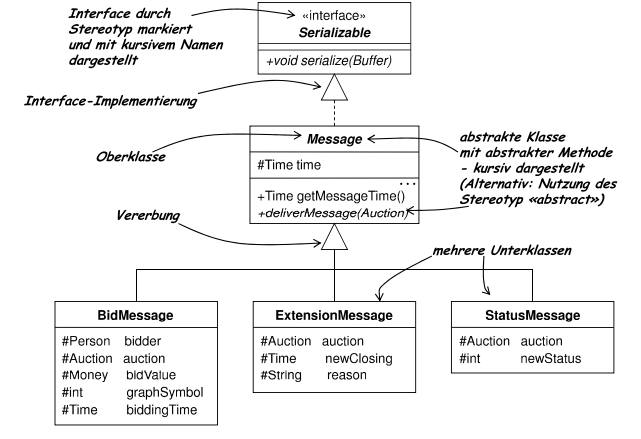 Interface durch
Stereotyp markiert
und mit kursivem Namen
dargestellt
«interface»
Serializable
+void serialize(Buffer)
Interface-Implementierung
Oberklasse
Message
#Time time
...
+Time getMessageTime()
+deliverMessage(Auction)
abstrakte Klasse
mit abstrakter Methode
- kursiv dargestellt
(Alternativ: Nutzung des
Stereotyp «abstract»)
Vererbung
mehrere Unterklassen
BidMessage
#Person bidder
#Auction auction
#Money bidValue
#int graphSymbol
#Time biddingTime
ExtensionMessage
#Auction auction
#Time newClosing
#String reason
StatusMessage
#Auction auction
#int newStatus